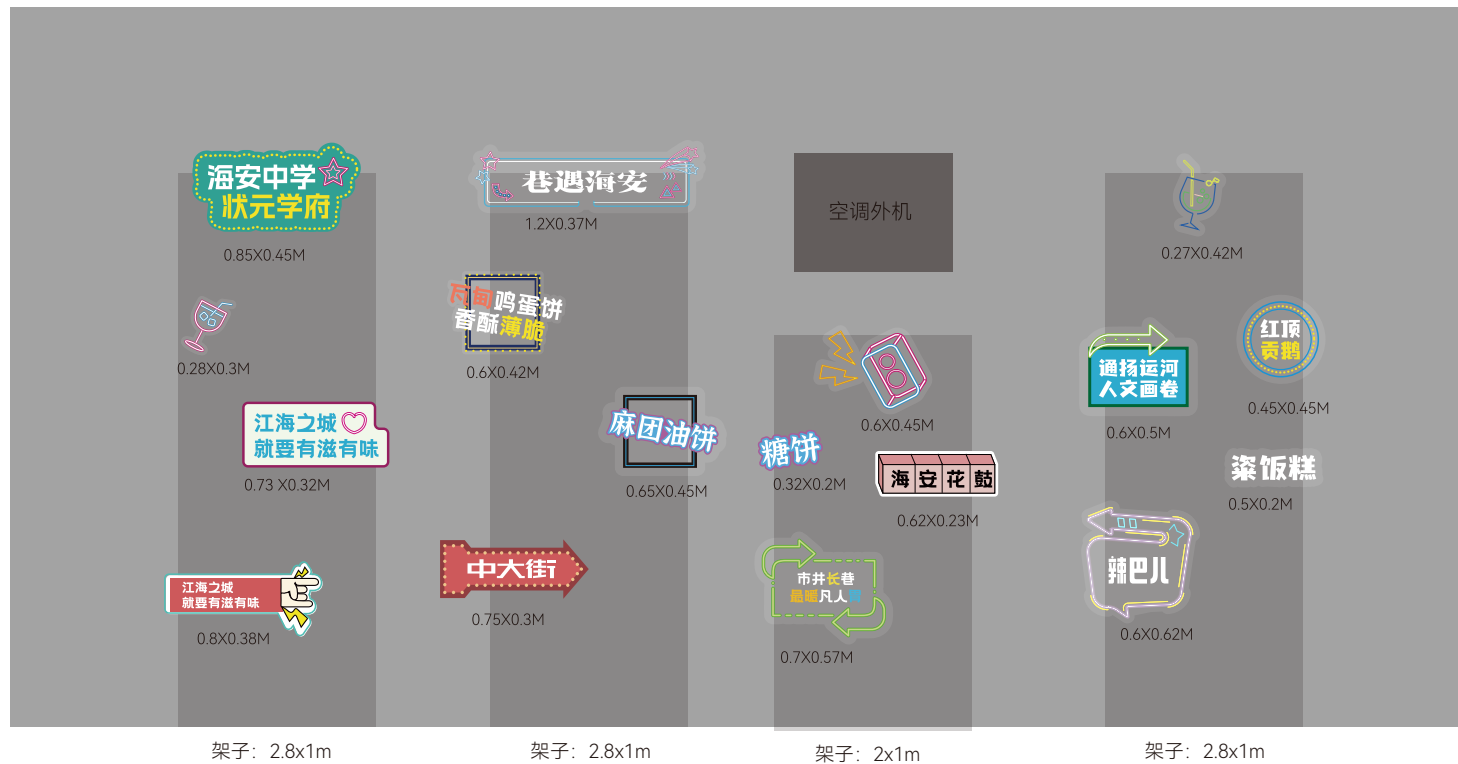 海安中学
状元学府
0.85X0.45M
0.28X0.3M
江海之城
就要有滋有味
0.73 X0.32M
江海之城
就要有滋有味
0.8X0.38M
架子：2.8x1m
巷遇海安
1.2X0.37M
瓦甸鸡蛋饼
香酥薄脆
0.6X0.42M
麻团油饼
0.65X0.45M
中大街
0.75X0.3M
架子：2.8x1m
空调外机
0.6X0.45M
糖饼
0.32X0.2M
海安花鼓
0.62X0.23M
市井长巷
最暖凡人
0.7X0.57M
架子：2x1m
0.27X0.42M
红顶
贡鹅
0.45X0.45M
通扬运河
人文画卷
0.6X0.5M
粢饭糕
0.5X0.2M
辣巴儿
0.6X0.62M
架子：2.8x1m